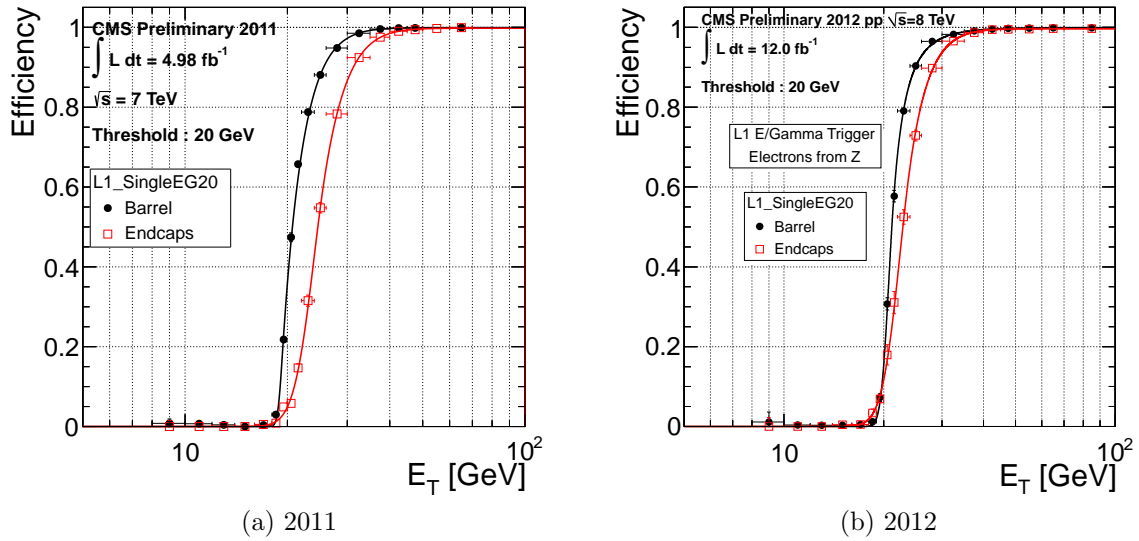 CMS Preliminary 2011
∫ L dt = 4.98 fb⁻¹
√s = 7 TeV
Threshold : 20 GeV
L1_SingleEG20
Barrel
Endcaps
Efficiency
1
0.8
0.6
0.4
0.2
0
10
10²
E_T [GeV]
(a) 2011
CMS Preliminary 2012 pp √s=8 TeV
∫ L dt = 12.0 fb⁻¹
Threshold : 20 GeV
L1 E/Gamma Trigger
Electrons from Z
L1_SingleEG20
Barrel
Endcaps
Efficiency
1
0.8
0.6
0.4
0.2
0
10
10²
E_T [GeV]
(b) 2012